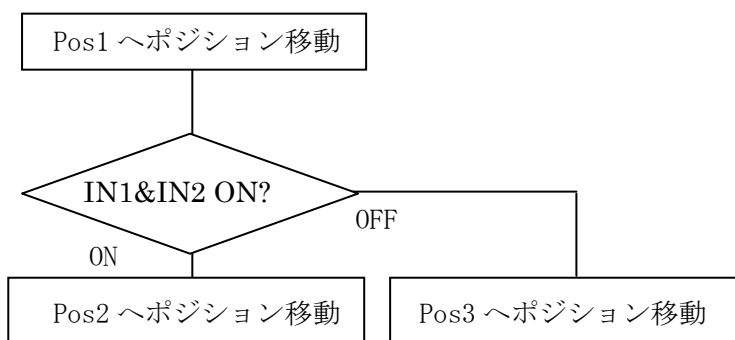 Pos1 へポジション移動
IN1&IN2 ON?
OFF
ON
Pos2 へポジション移動
Pos3 へポジション移動